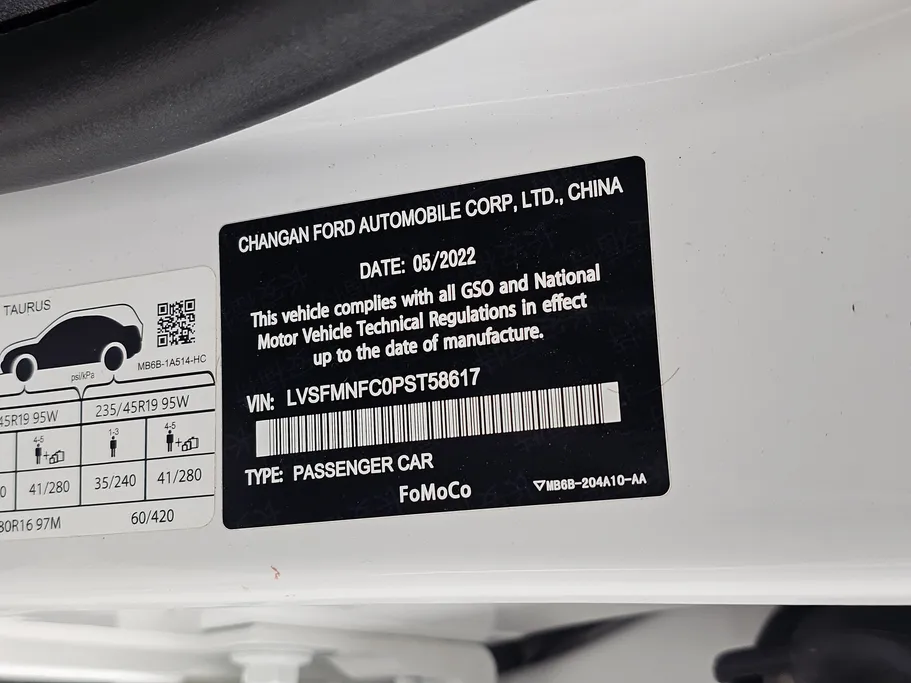 CHANGAN FORD AUTOMOBILE CORP, LTD., CHINA
DATE: 05/2022
This vehicle complies with all GSO and National
Motor Vehicle Technical Regulations in effect
up to the date of manufacture.
VIN: LVSFMNFC0PST58617
TYPE: PASSENGER CAR
FoMoCo
MB6B-204A10-AA
TAURUS
MB6B-1A514-HC
psi/kPa
45R19 95W
235/45R19 95W
4-5
1-3
4-5
0
41/280
35/240
41/280
80R16 97M
60/420